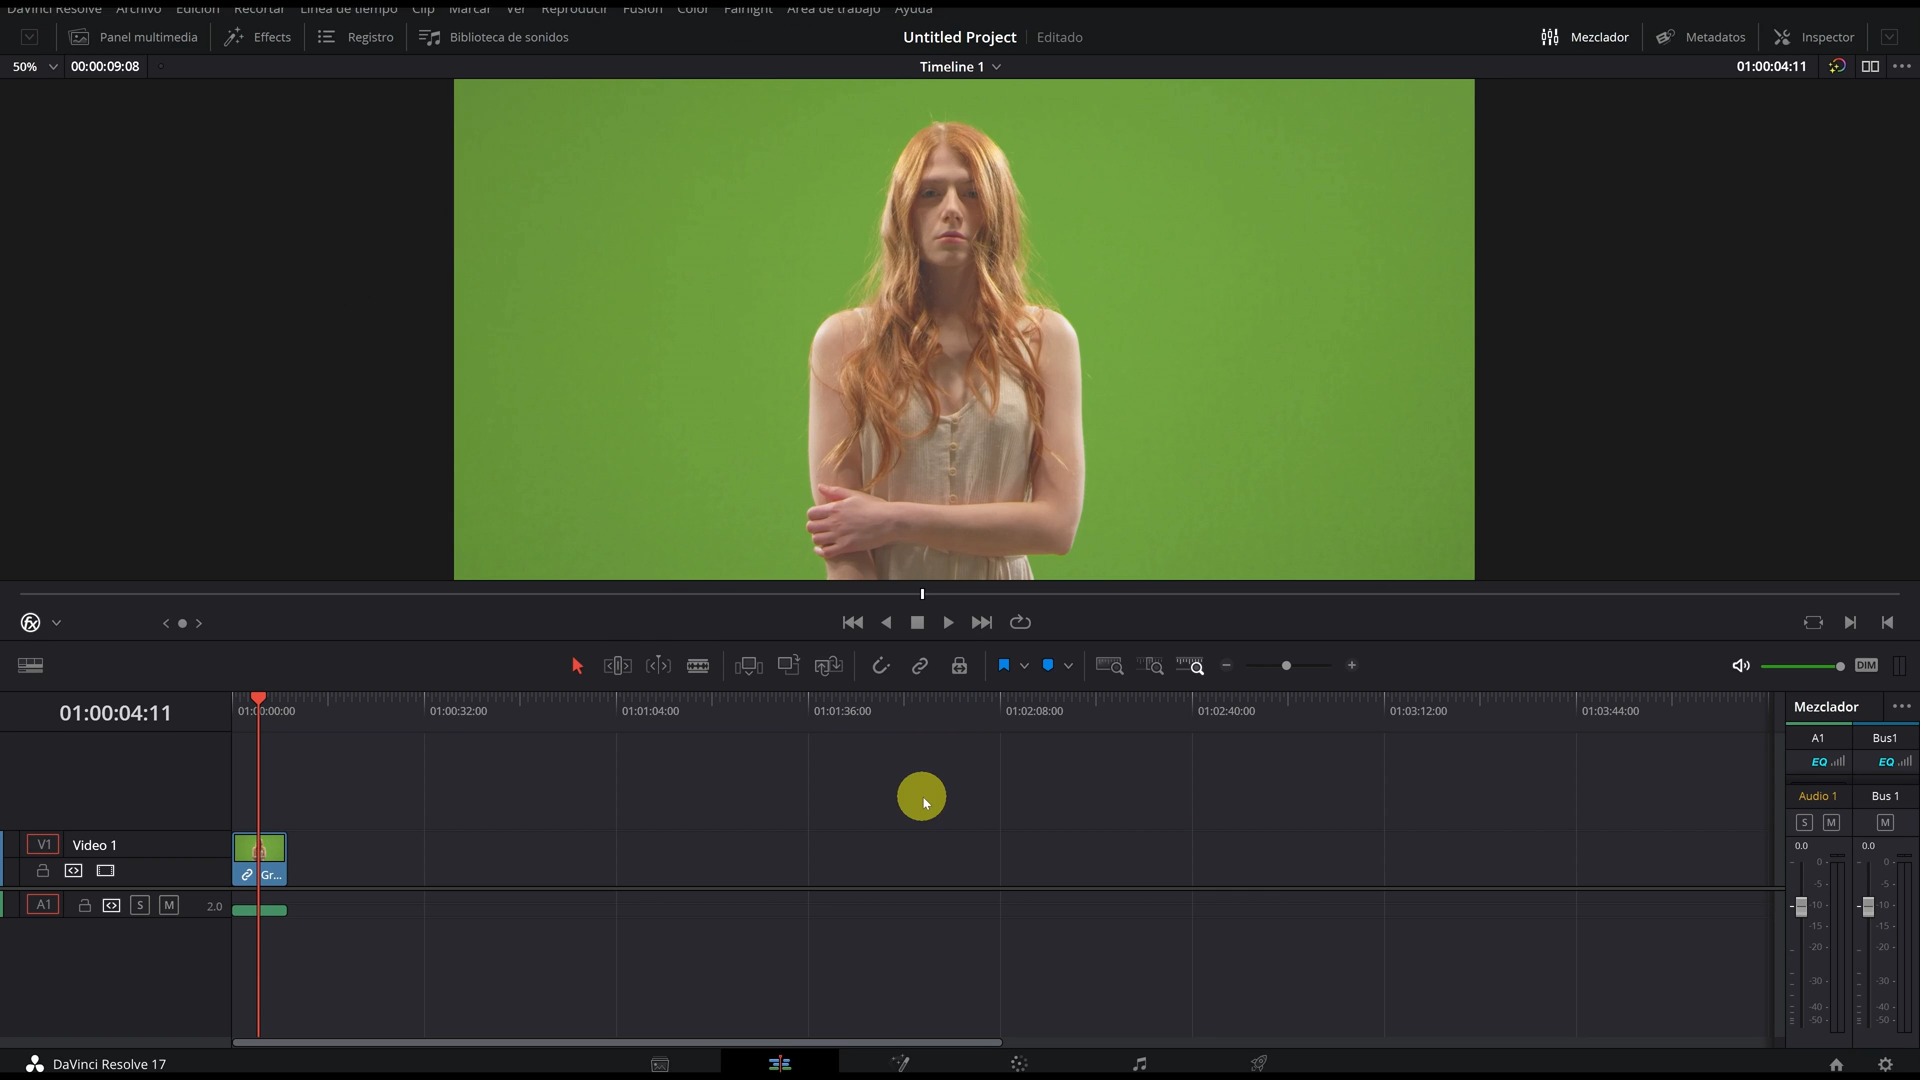 DaVinci Resolve Archivo Edición Recortar Línea de tiempo Clip Marcar Ver Reproducir Fusion Color Fairlight Área de trabajo Ayuda
Panel multimedia Effects Registro Biblioteca de sonidos Untitled Project Editado Mezclador Metadatos Inspector
50% 00:00:09:08 Timeline 1 01:00:04:11
fx
DIM
01:00:04:11 01:00:00:00 01:00:32:00 01:01:04:00 01:01:36:00 01:02:08:00 01:02:40:00 01:03:12:00 01:03:44:00 Mezclador
A1 Bus1
EQ EQ
Audio 1 Bus 1
S M M
V1 Video 1
0.0 0.0
0- 0-
-5- -5-
Gr...
A1 S M 2.0 -10- -10-
-15- -15-
-20- -20-
-30- -30-
-40- -40-
-50- -50-
DaVinci Resolve 17